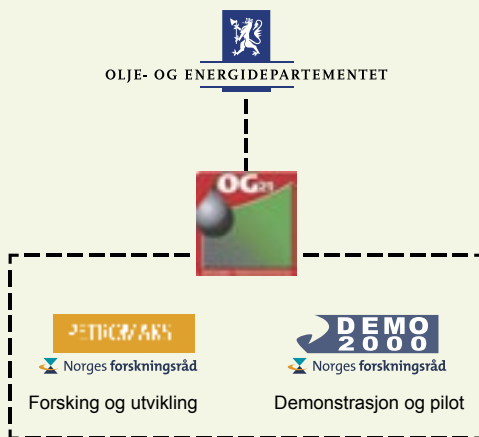 OLJE- OG ENERGIDEPARTEMENTET
OG21
PETROMAKS
DEMO
2000
Norges forskningsråd
Norges forskningsråd
Forsking og utvikling
Demonstrasjon og pilot